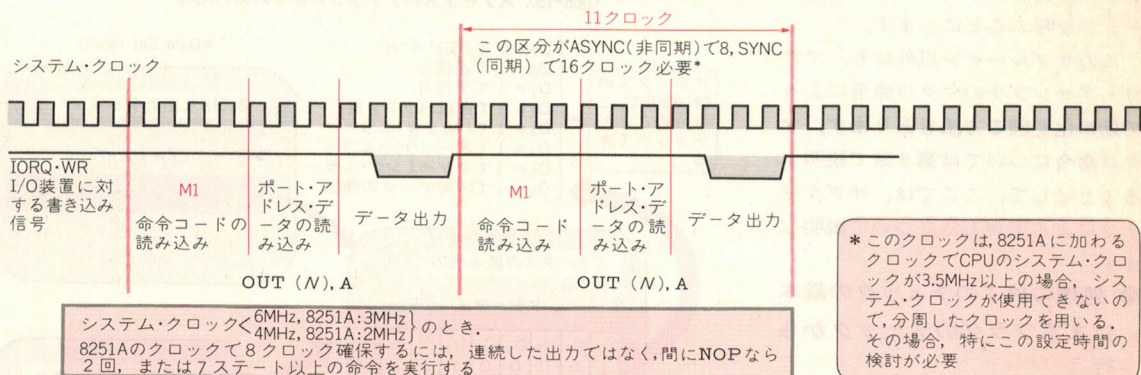 11クロック
この区分がASYNC(非同期)で8, SYNC
(同期)で16クロック必要*
システム・クロック
IORQ・WR
I/O装置に対
する書き込み
信号
M1
命令コードの
読み込み
ポート・ア
ドレス・デ
ータの読
み込み
データ出力
M1
命令コード
読み込み
ポート・ア
ドレス・デ
ータの読
み込み
データ出力
OUT (N), A
OUT (N), A
*このクロックは, 8251Aに加わる
クロックでCPUのシステム・クロ
ックが3.5MHz以上の場合, シス
テム・クロックが使用できないの
で, 分周したクロックを用いる.
その場合, 特にこの設定時間の
検討が必要
システム・クロック<6MHz, 8251A:3MHz
4MHz, 8251A:2MHz}のとき.
8251Aのクロックで8クロック確保するには, 連続した出力ではなく, 間にNOPなら
2回, または7ステート以上の命令を実行する